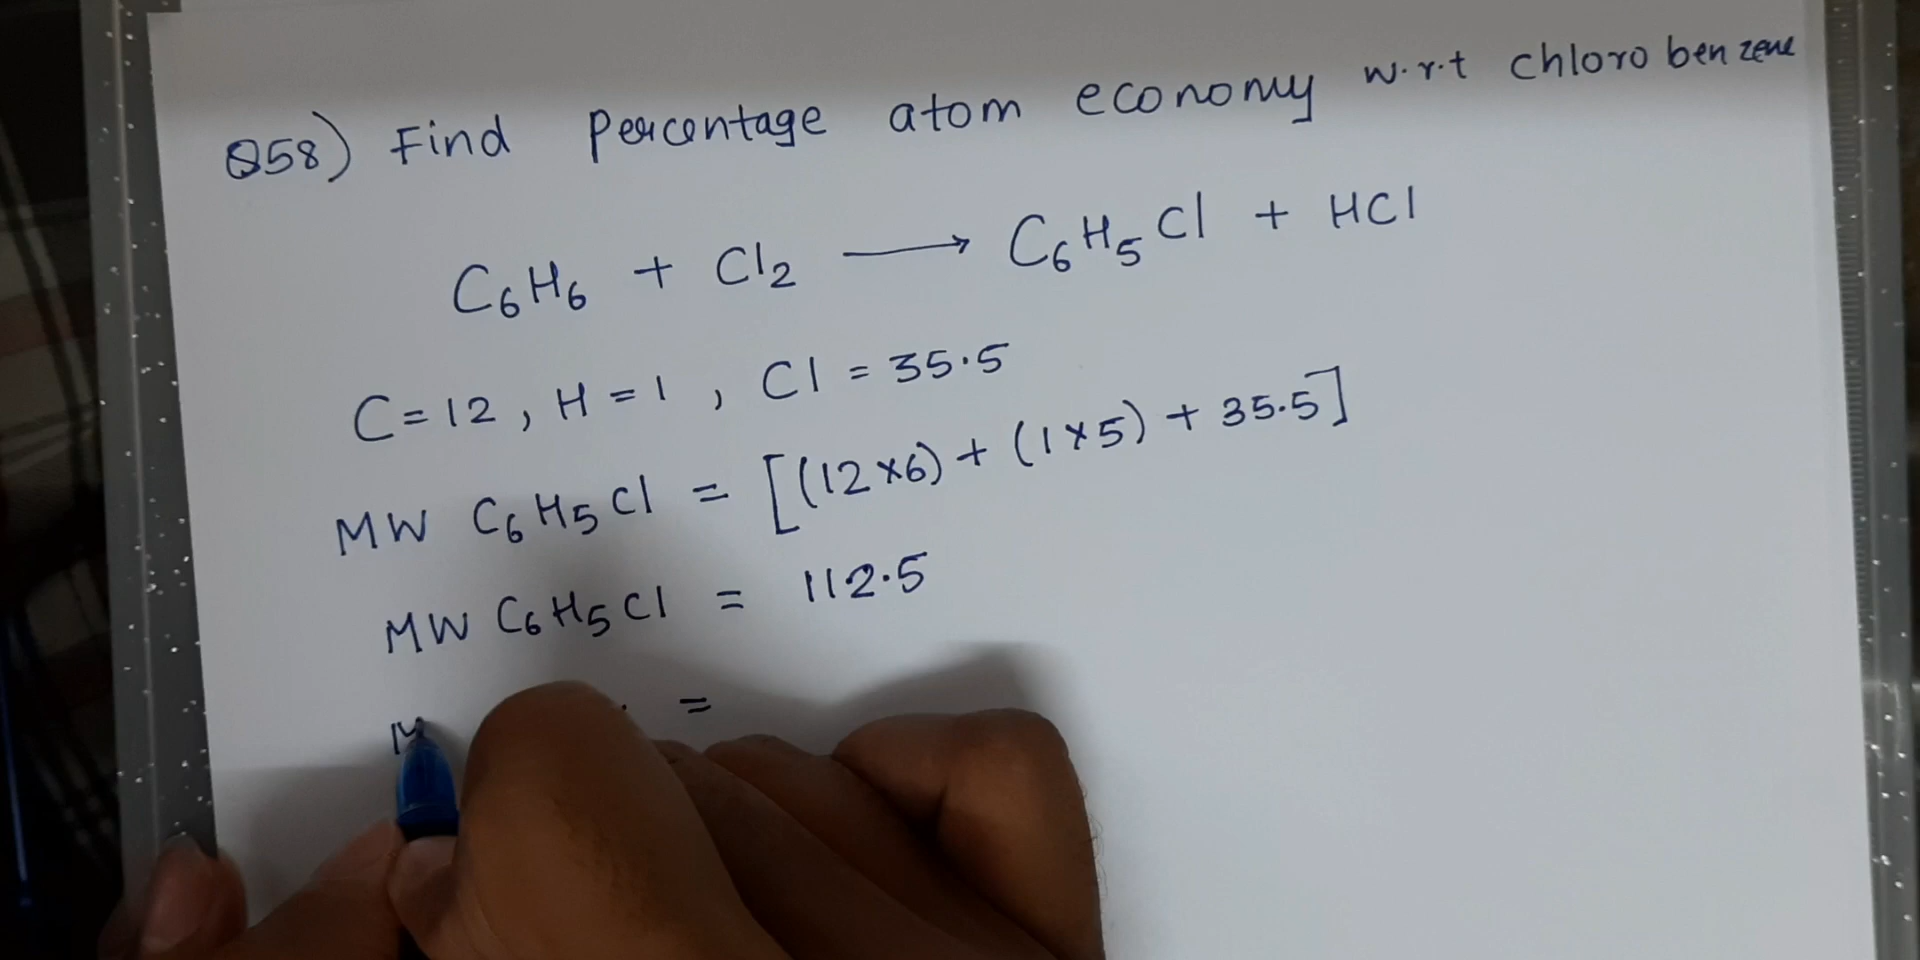 Q58) Find Percentage atom economy w.r.t chlorobenzene
C6H6 + Cl2 ⟶ C6H5Cl + HCl
C=12, H=1, Cl=35.5
MW C6H5Cl = [(12×6)+(1×5)+35.5]
MW C6H5Cl = 112.5
M =